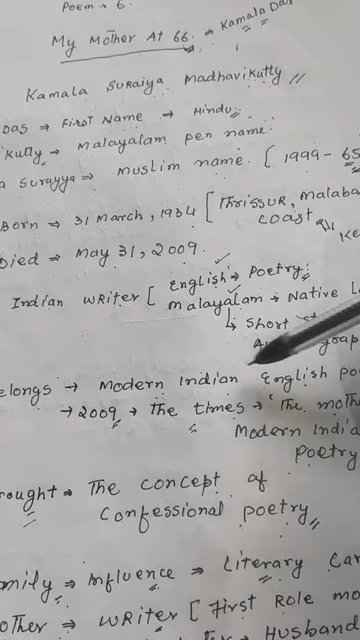 Poem → 6.
My Mother At 66. → Kamala Das
Kamala Suraiya Madhavikutty //
Das ⇒ First Name → Hindu;
Kutty → malayalam pen name.
a Surayya ⇒ muslim name. [ 1999 - 65
Born ⇒ 31 March, 1934 [ Thrissur, Malaba
coast
Died ⇒ May 31, 2009.
Indian writer [ English → Poetry;
malayalam → Native
↳ Short
elongs → Modern Indian English po
→ 2009 → the times → "The moth
Modern India
Poetry
rought ⇒ The concept of
Confessional poetry //
mily ⇒ influence ⇒ Literary Car
other ⇒ writer [ First Role mo
Husband